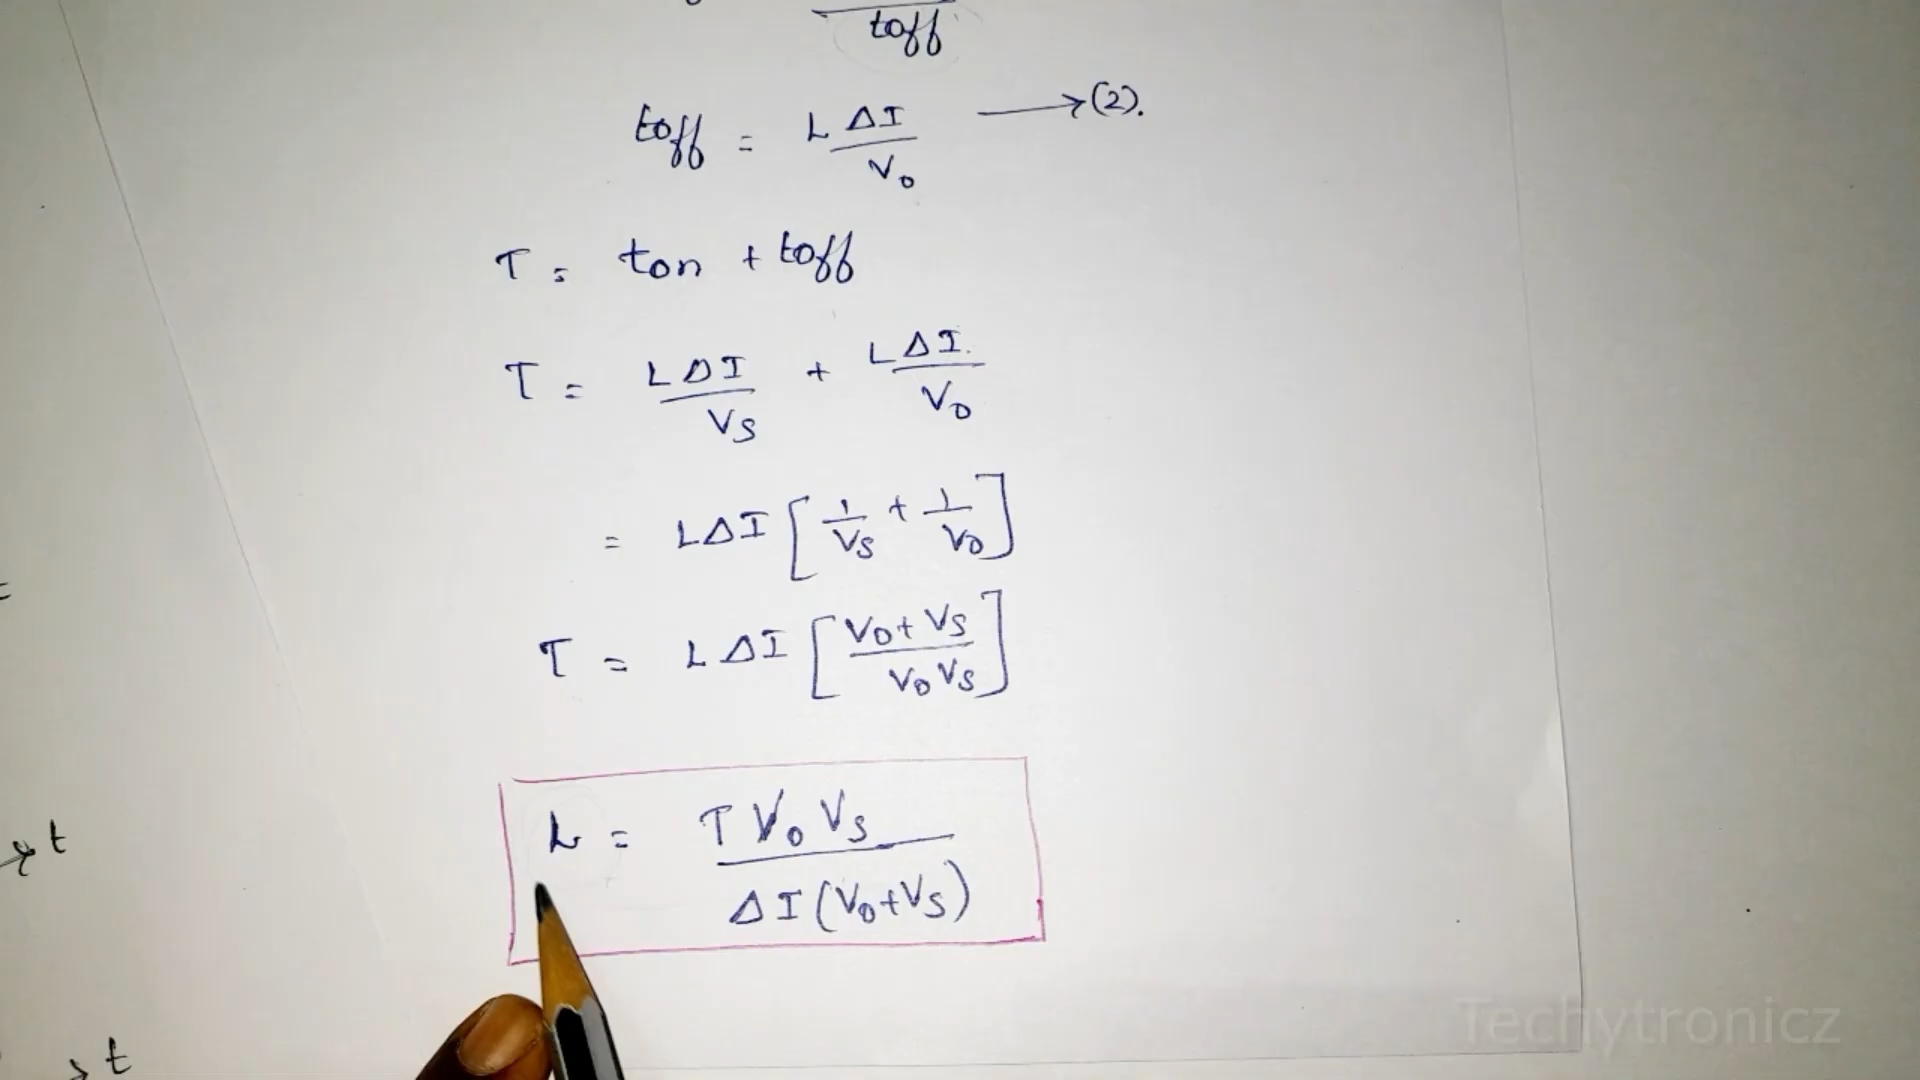 toff
toff = LΔI/V₀ ⟶ (2).
T = ton + toff
T = LΔI/Vs + LΔI/V₀
= LΔI [1/Vs + 1/V₀]
T = LΔI [V₀+Vs/V₀Vs]
L = T V₀ Vs/ΔI(V₀+Vs)
→ t
→ t
Techytronicz